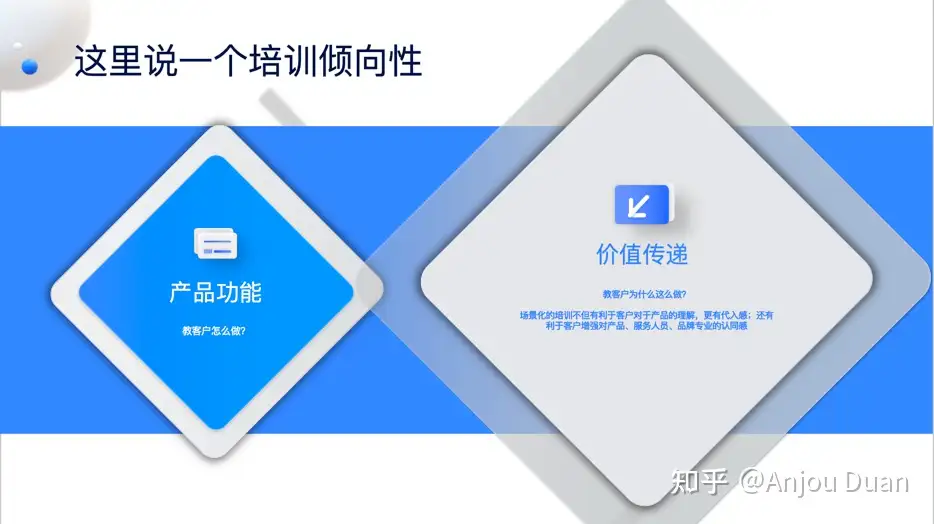 这里说一个培训倾向性
产品功能
教客户怎么做?
价值传递
教客户为什么这么做?
场景化的培训不但有利于客户对于产品的理解，更有代入感；还有
利于客户增强对产品、服务人员、品牌专业的认同感
知乎 @Anjou Duan